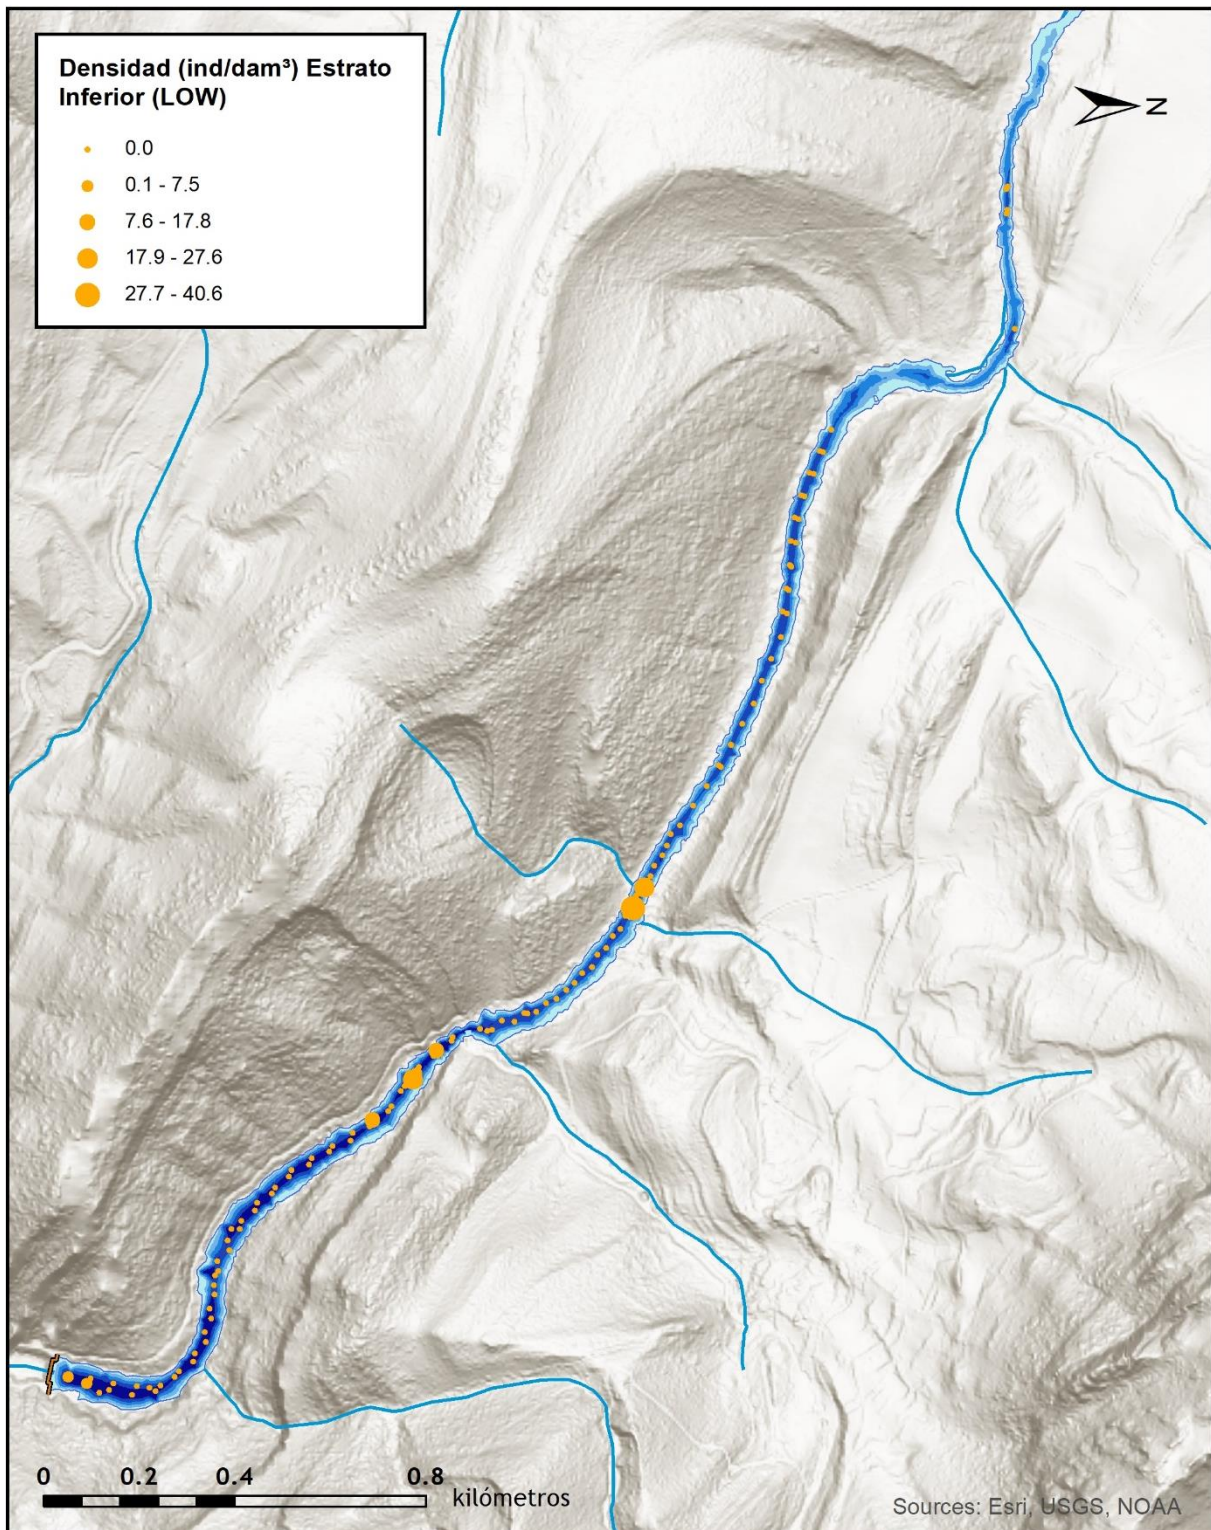 Densidad (ind/dam³) Estrato
Inferior (LOW)
0.0
0.1 - 7.5
7.6 - 17.8
17.9 - 27.6
27.7 - 40.6
N
0 0.2 0.4 0.8
kilómetros
Sources: Esri, USGS, NOAA